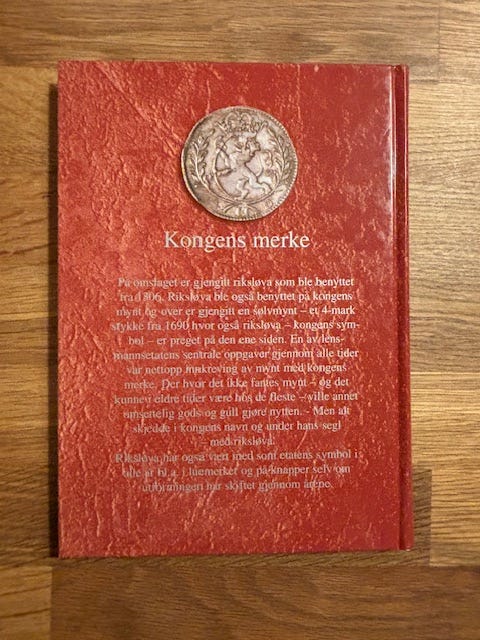 Kongens merke
På omslaget er gjengitt riksløva som ble benyttet
fra 1806. Riksløva ble også benyttet på kongens
mynt og over er gjengitt en sølvmynt – et 4-mark
stykke fra 1690 hvor også riksløva – kongens sym-
bol – er preget på den ene siden. En av lens-
mannsetatens sentrale oppgaver gjennom alle tider
var nettopp innkreving av mynt med kongens
merke. Der hvor det ikke fantes mynt – og det
kunne i eldre tider være hos de fleste – ville annet
umsettelig gods og gull gjøre nytten. - Men alt
skjedde i kongens navn og under hans segl
– med riksløva.
Riksløva har også vært med som etatens symbol i
alle år bl.a. i luemerket og på knapper selv om
utformingen har skiftet gjennom årene.